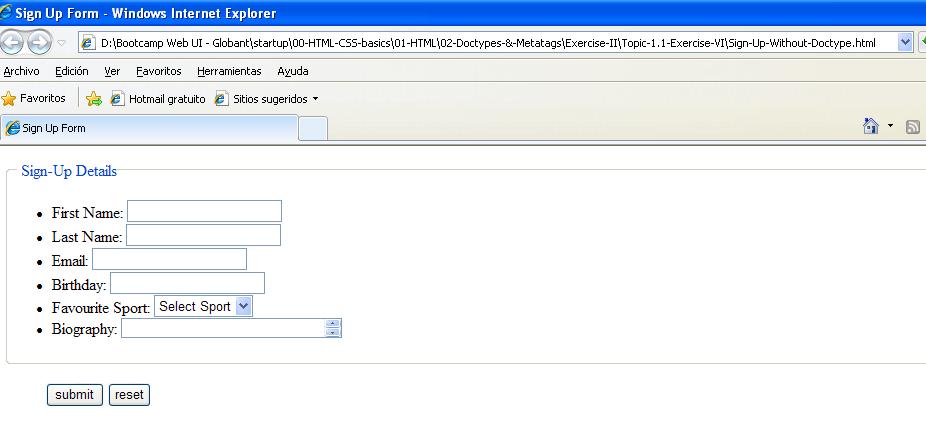 Sign Up Form - Windows Internet Explorer
D:\Bootcamp Web UI - Globant\startup\00-HTML-CSS-basics\01-HTML\02-Doctypes-&-Metatags\Exercise-II\Topic-1.1-Exercise-VI\Sign-Up-Without-Doctype.html
Archivo Edición Ver Favoritos Herramientas Ayuda
Favoritos Hotmail gratuito Sitios sugeridos
Sign Up Form
Sign-Up Details
First Name:
Last Name:
Email:
Birthday:
Favourite Sport: Select Sport
Biography:
submit reset